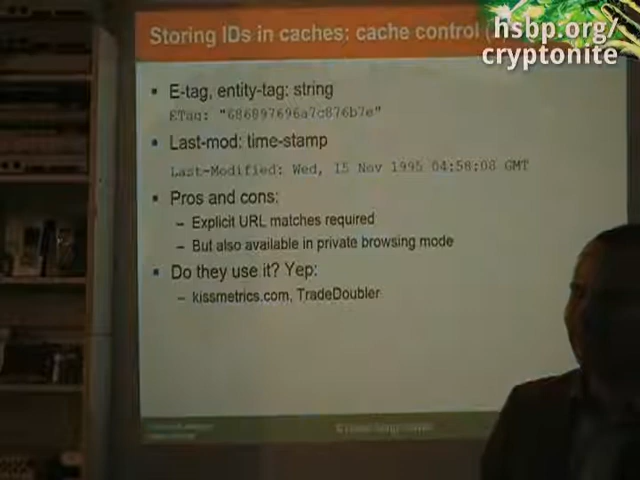 hsbp.org/
cryptonite
Storing IDs in caches: cache control
E-tag, entity-tag: string
ETag: "686897696a7c876b7e"
Last-mod: time-stamp
Last-Modified: Wed, 15 Nov 1995 04:58:08 GMT
Pros and cons:
– Explicit URL matches required
– But also available in private browsing mode
Do they use it? Yep:
– kissmetrics.com, TradeDoubler